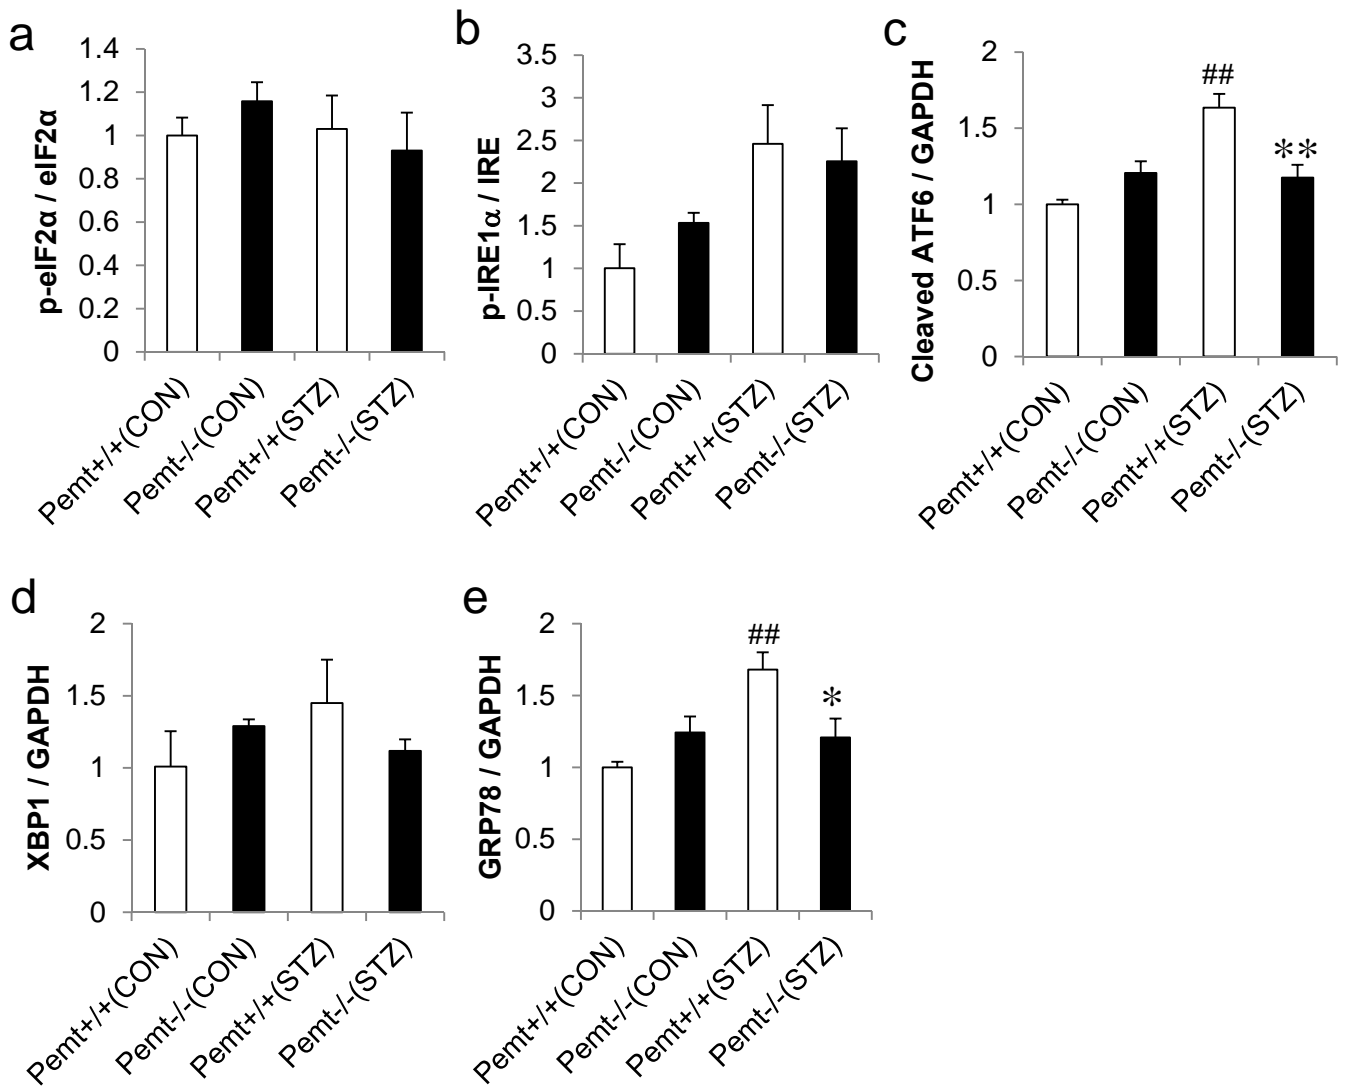 a
p-eIF2α / eIF2α
1.4
1.2
1
0.8
0.6
0.4
0.2
0
Pemt+/+(CON)
Pemt-/-(CON)
Pemt+/+(STZ)
Pemt-/-(STZ)
b
p-IRE1α / IRE
3.5
3
2.5
2
1.5
1
0.5
0
Pemt+/+(CON)
Pemt-/-(CON)
Pemt+/+(STZ)
Pemt-/-(STZ)
c
Cleaved ATF6 / GAPDH
2
1.5
1
0.5
0
##
**
Pemt+/+(CON)
Pemt-/-(CON)
Pemt+/+(STZ)
Pemt-/-(STZ)
d
XBP1 / GAPDH
2
1.5
1
0.5
0
Pemt+/+(CON)
Pemt-/-(CON)
Pemt+/+(STZ)
Pemt-/-(STZ)
e
GRP78 / GAPDH
2
1.5
1
0.5
0
##
*
Pemt+/+(CON)
Pemt-/-(CON)
Pemt+/+(STZ)
Pemt-/-(STZ)